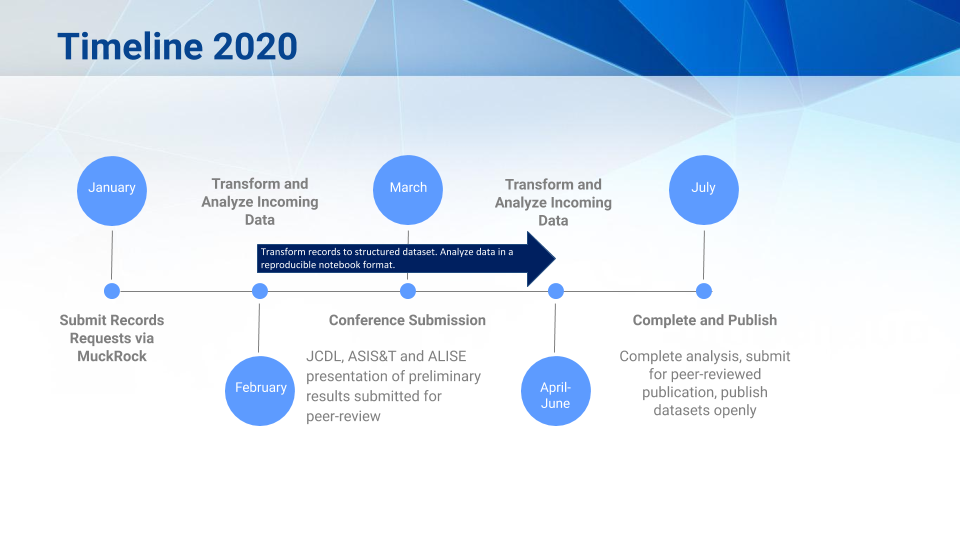 Timeline 2020
January
Transform and
Analyze Incoming
Data
March
Transform and
Analyze Incoming
Data
July
Transform records to structured dataset. Analyze data in a
reproducible notebook format.
Submit Records
Requests via
MuckRock
February
Conference Submission
JCDL, ASIS&T and ALISE
presentation of preliminary
results submitted for
peer-review
April-
June
Complete and Publish
Complete analysis, submit
for peer-reviewed
publication, publish
datasets openly